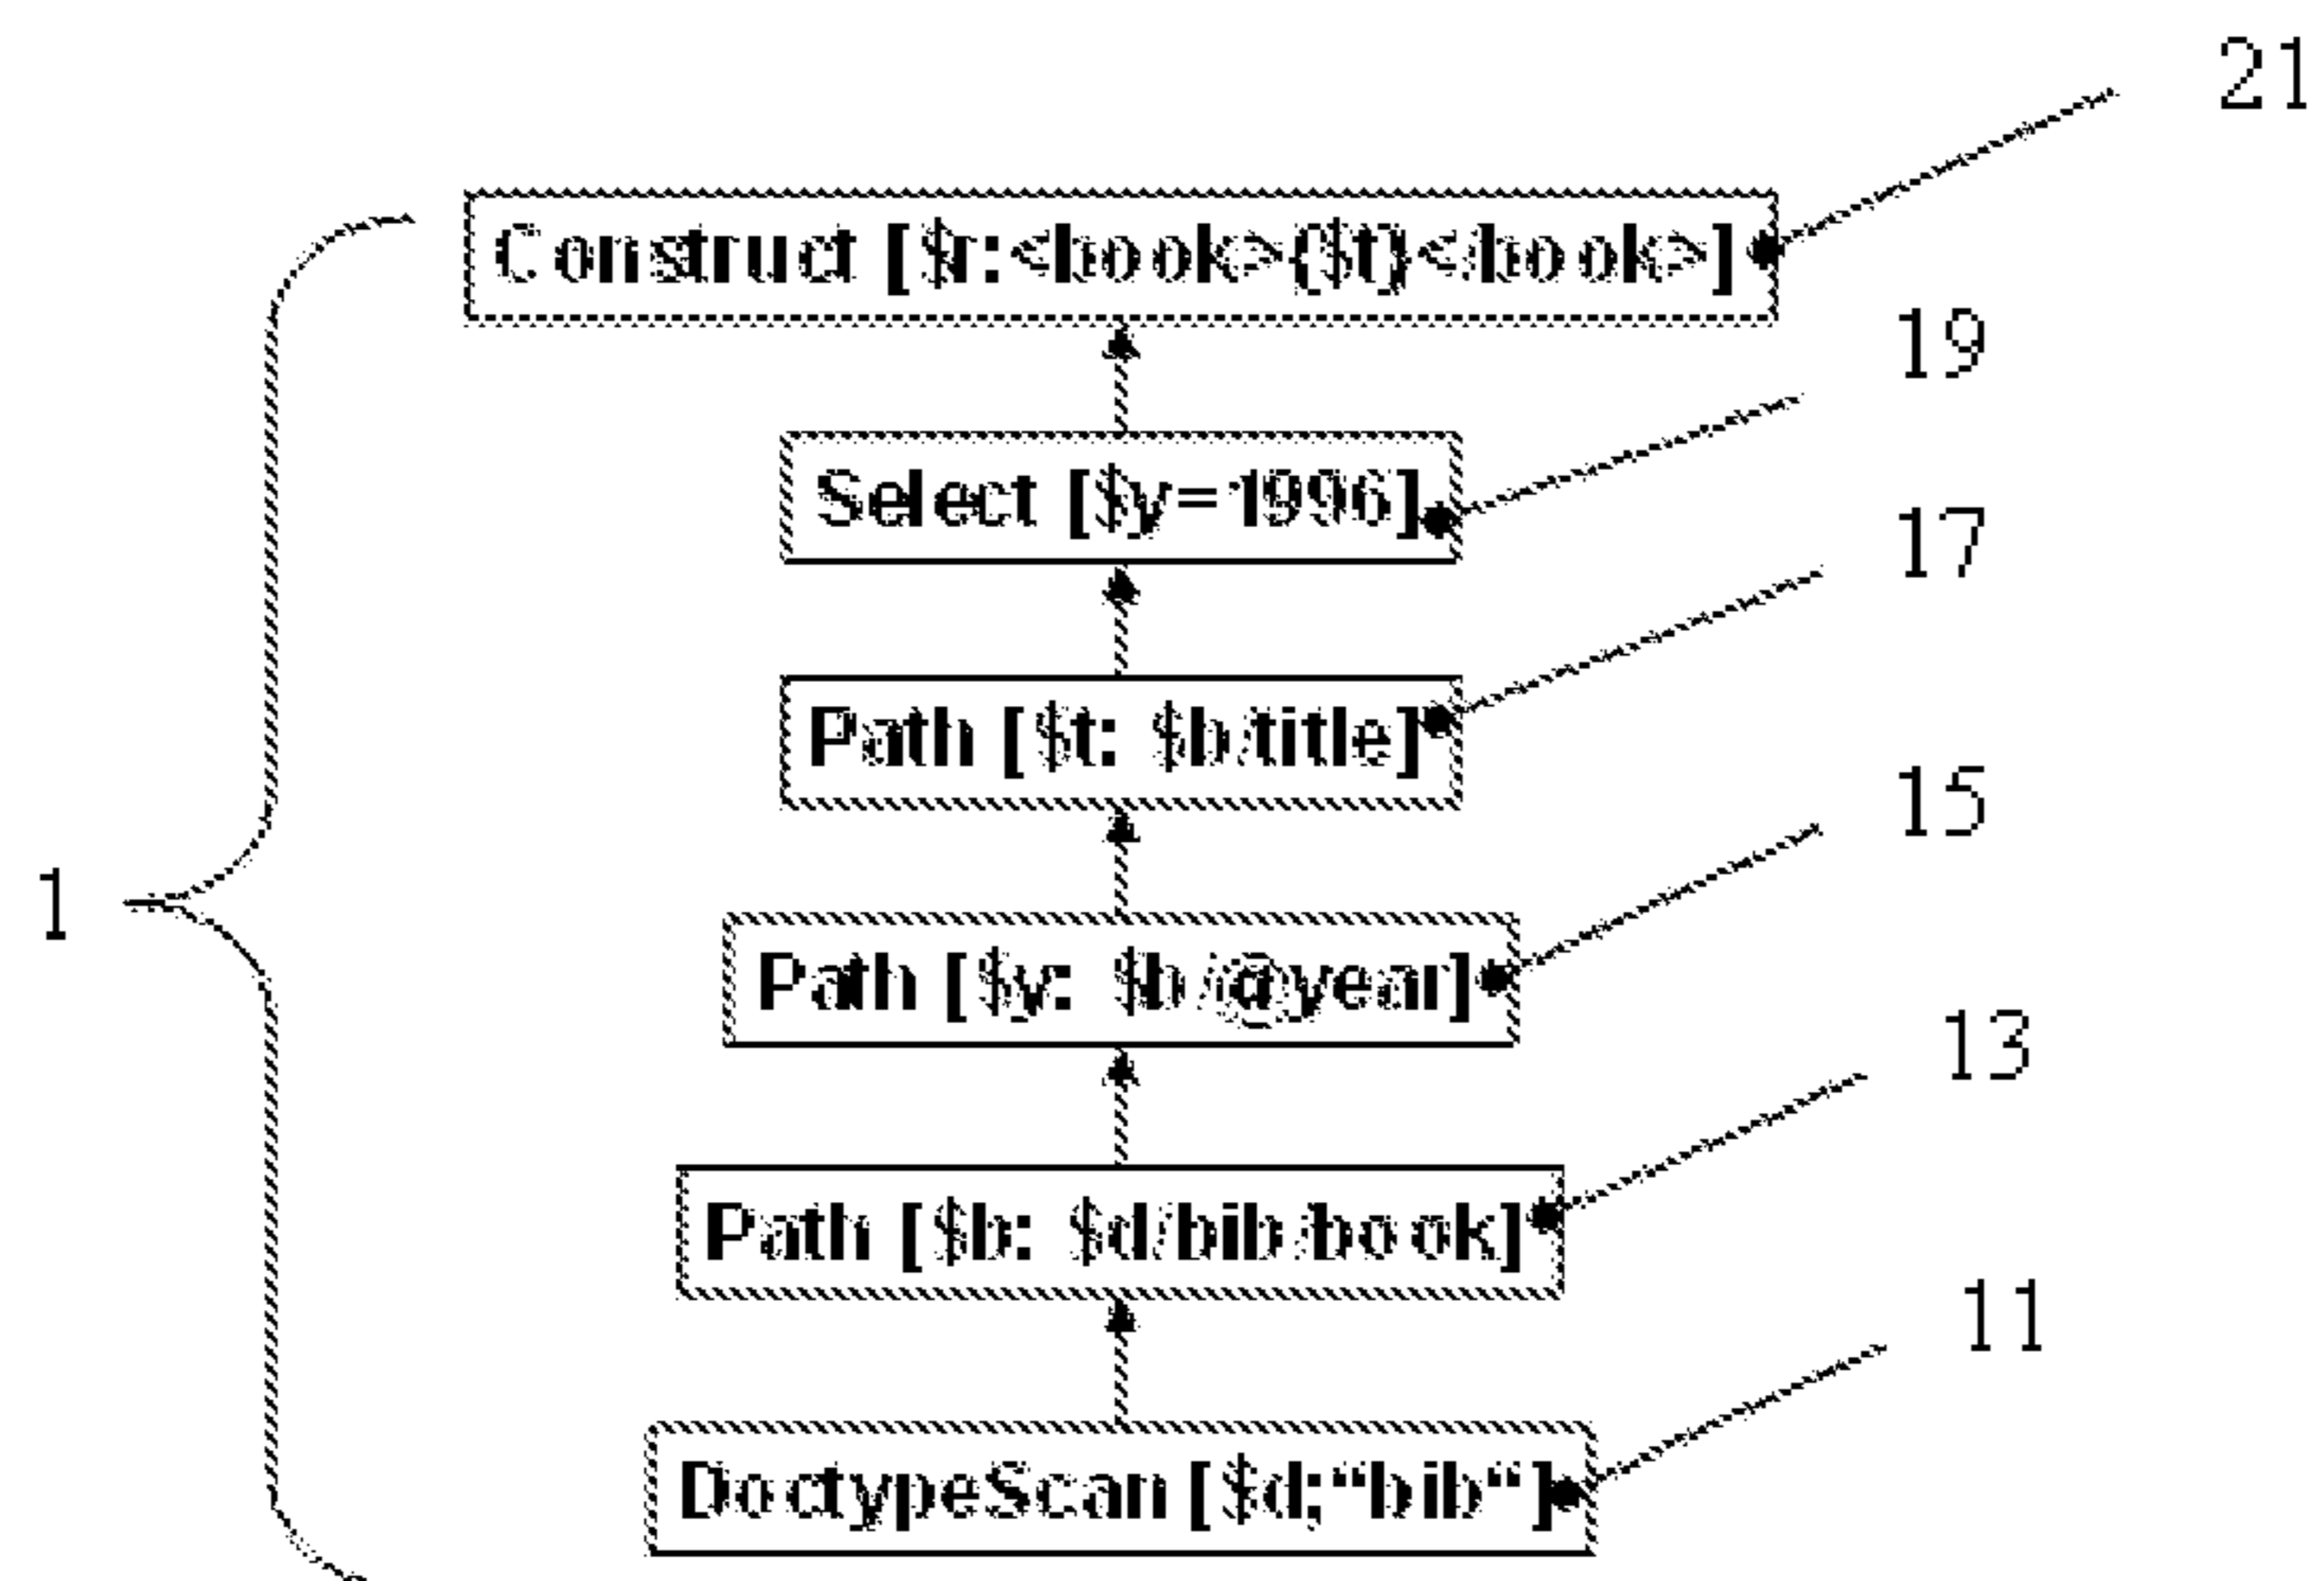 21
Construct [$r:<book>{$t}<book>]
19
Select [$y=1996]
17
Path [$t: $b/title]
15
Path [$y: $b/@year]
1
13
Path [$b: $d/bib/book]
11
DoctypeScan [$d;“bib“]